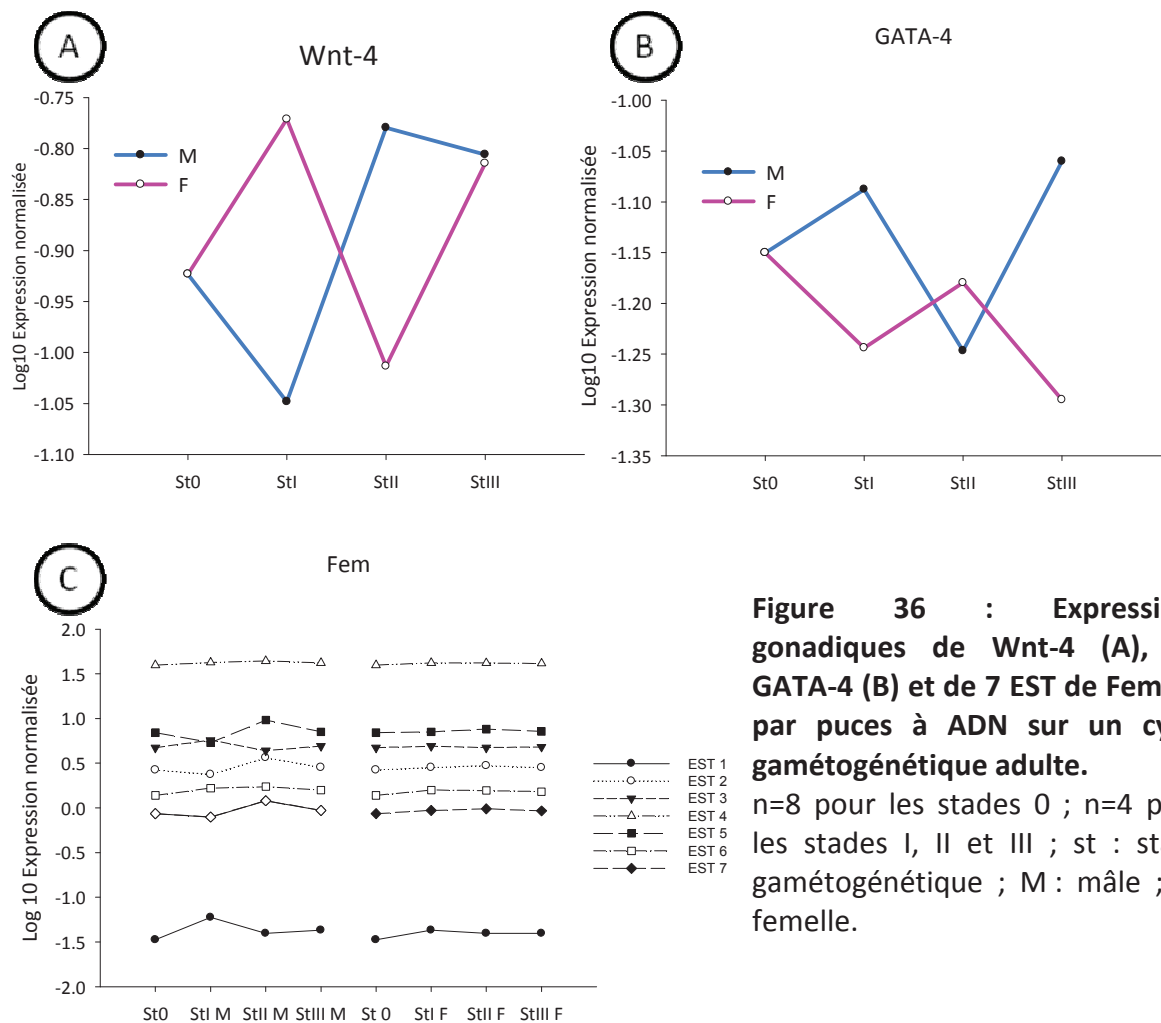 A
Wnt-4
Log10 Expression normalisée
-0.75
-0.80
-0.85
-0.90
-0.95
-1.00
-1.05
-1.10
M
F
St0 StI StII StIII
B
GATA-4
Log10 Expression normalisée
-1.00
-1.05
-1.10
-1.15
-1.20
-1.25
-1.30
-1.35
M
F
St0 StI StII StIII
C
Fem
Log 10 Expression normalisée
2.0
1.5
1.0
0.5
0.0
-0.5
-1.0
-1.5
-2.0
St0 StI M StII M StIII M St 0 StI F StII F StIII F
EST 1
EST 2
EST 3
EST 4
EST 5
EST 6
EST 7
Figure 36 : Expressi
gonadiques de Wnt-4 (A),
GATA-4 (B) et de 7 EST de Fem
par puces à ADN sur un cy
gamétogénétique adulte.
n=8 pour les stades 0 ; n=4 p
les stades I, II et III ; st : st
gamétogénétique ; M : mâle ;
femelle.